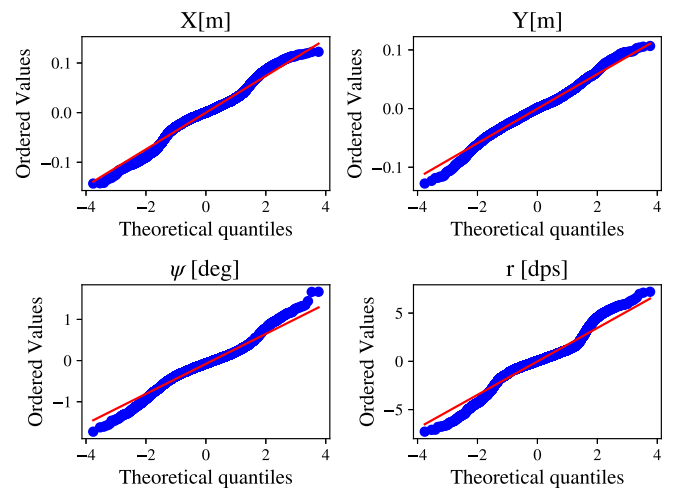 X[m]
Y[m]
Ordered Values
0.1
0.0
−0.1
−4
−2
0
2
4
Theoretical quantiles
Ordered Values
0.1
0.0
−0.1
−4
−2
0
2
4
Theoretical quantiles
ψ [deg]
r [dps]
Ordered Values
1
0
−1
−4
−2
0
2
4
Theoretical quantiles
Ordered Values
5
0
−5
−4
−2
0
2
4
Theoretical quantiles